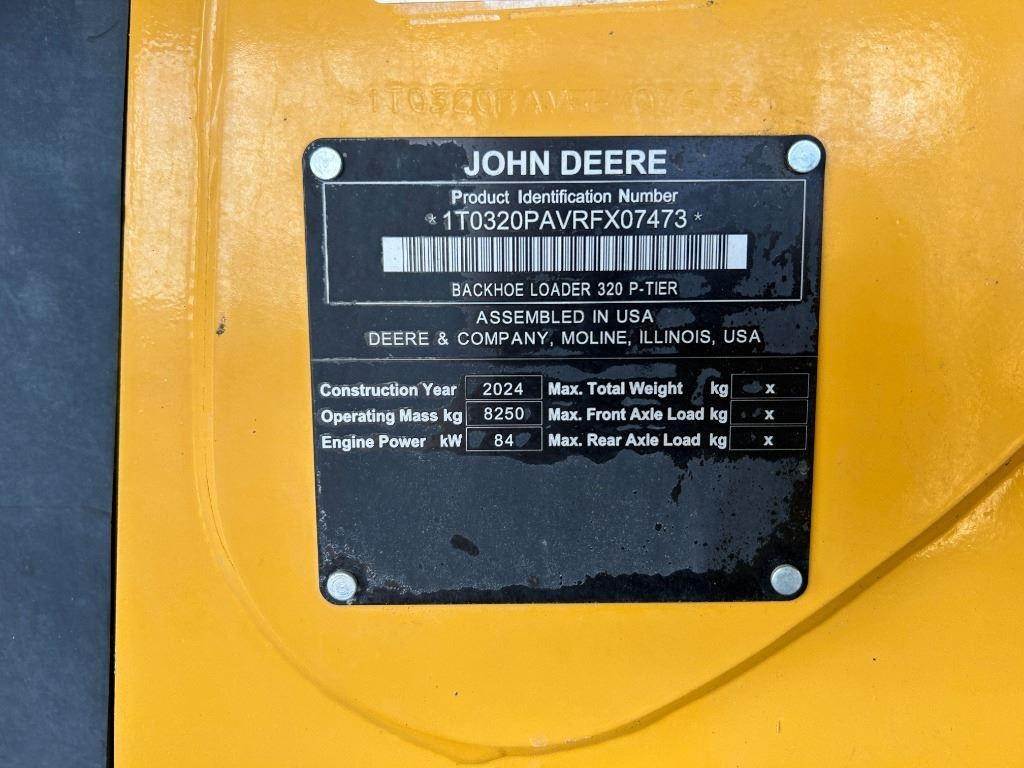 JOHN DEERE
Product Identification Number
*1T0320PAVRFX07473*
BACKHOE LOADER 320 P-TIER
ASSEMBLED IN USA
DEERE & COMPANY, MOLINE, ILLINOIS, USA
Construction Year 2024 Max. Total Weight kg x
Operating Mass kg 8250 Max. Front Axle Load kg x
Engine Power kW 84 Max. Rear Axle Load kg x